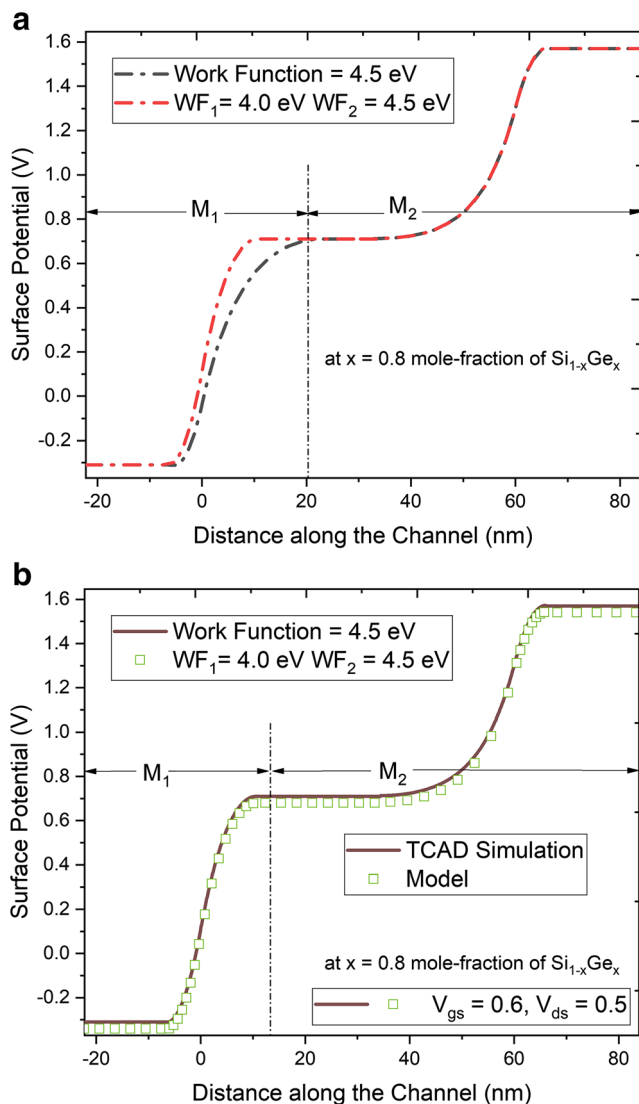 a
1.6
Work Function = 4.5 eV
1.4
WF1= 4.0 eV WF2 = 4.5 eV
1.2
1.0
M1
M2
0.8
0.6
0.4
0.2
at x = 0.8 mole-fraction of Si1-xGex
0.0
-0.2
Surface Potential (V)
-20 0 20 40 60 80
Distance along the Channel (nm)
b
1.6
Work Function = 4.5 eV
1.4
WF1= 4.0 eV WF2 = 4.5 eV
1.2
1.0
M1
M2
0.8
0.6
0.4
TCAD Simulation
Model
0.2
0.0
at x = 0.8 mole-fraction of Si1-xGex
-0.2
Vgs = 0.6, Vds = 0.5
Surface Potential (V)
-20 0 20 40 60 80
Distance along the Channel (nm)